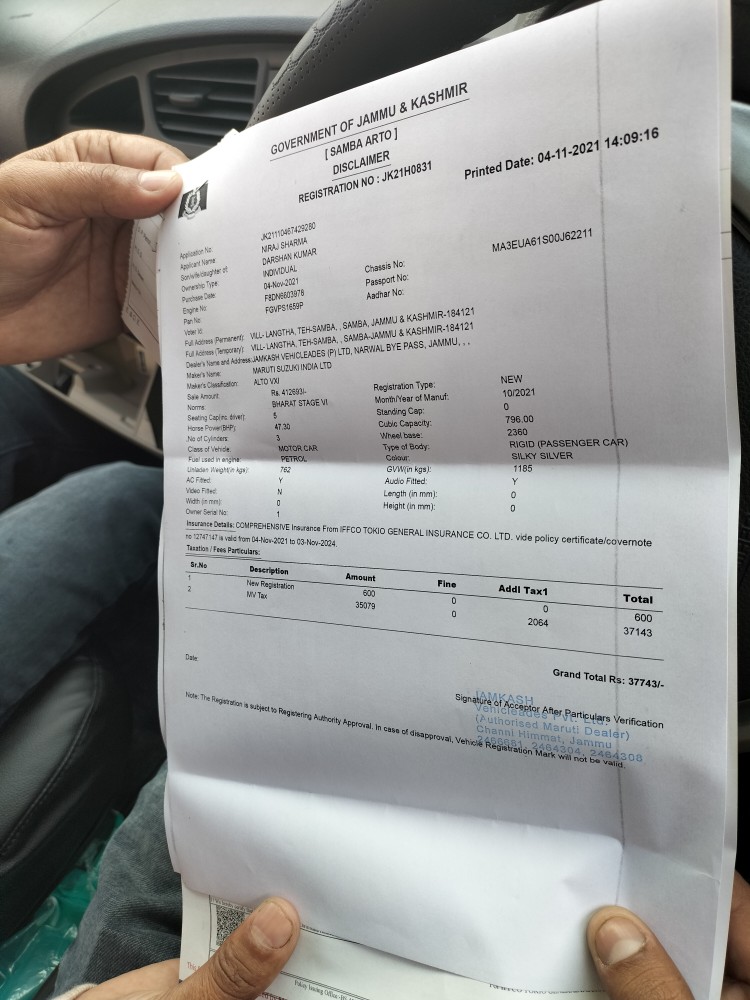 GOVERNMENT OF JAMMU & KASHMIR
[ SAMBA ARTO ]
DISCLAIMER
REGISTRATION NO : JK21H0831
Printed Date: 04-11-2021 14:09:16
Application No: JK21110467429280
Applicant Name: NIRAJ SHARMA
Son/wife/daughter of: DARSHAN KUMAR
Ownership Type: INDIVIDUAL Chassis No: MA3EUA61S00J62211
Purchase Date: 04-Nov-2021 Passport No:
Engine No: F8DN6603978 Aadhar No:
Pan No: FGVPS1659P
Voter Id:
Full Address (Permanent): VILL- LANGTHA, TEH-SAMBA, , SAMBA, JAMMU & KASHMIR-184121
Full Address (Temporary): VILL- LANGTHA, TEH-SAMBA, , SAMBA-JAMMU & KASHMIR-184121
Dealer's Name and Address: JAMKASH VEHICLEADES (P) LTD, NARWAL BYE PASS, JAMMU, , ,
Maker's Name: MARUTI SUZUKI INDIA LTD
Maker's Classification: ALTO VXI
Sale Amount: Rs. 412693/- Registration Type: NEW
Norms: BHARAT STAGE VI Month/Year of Manuf: 10/2021
Seating Cap(inc driver): 5 Standing Cap: 0
Horse Power(BHP): 47.30 Cubic Capacity: 796.00
No of Cylinders: 3 Wheel base: 2360
Class of Vehicle: MOTOR CAR Type of Body: RIGID (PASSENGER CAR)
Fuel used in engine: PETROL Colour: SILKY SILVER
Unladen Weight(in kgs): 762 GVW(in kgs): 1185
AC Fitted: Y Audio Fitted: Y
Video Fitted: N Length (in mm): 0
Width (in mm): 0 Height (in mm): 0
Owner Serial No: 1
Insurance Details: COMPREHENSIVE Insurance From IFFCO TOKIO GENERAL INSURANCE CO. LTD. vide policy certificate/covernote
no 12747147 is valid from 04-Nov-2021 to 03-Nov-2024.
Taxation / Fees Particulars:
Sr.No Description Amount Fine Addl Tax1 Total
1 New Registration 600 0 0 600
2 MV Tax 35079 0 2064 37143
Grand Total Rs: 37743/-
Date:
Signature of Acceptor After Particulars Verification
JAMKASH
Vehicleades Pvt. Ltd.
(Authorised Maruti Dealer)
Channi Himmat, Jammu
2466681, 2464304, 2464308
Note: The Registration is subject to Registering Authority Approval. In case of disapproval, Vehicle Registration Mark will not be valid.